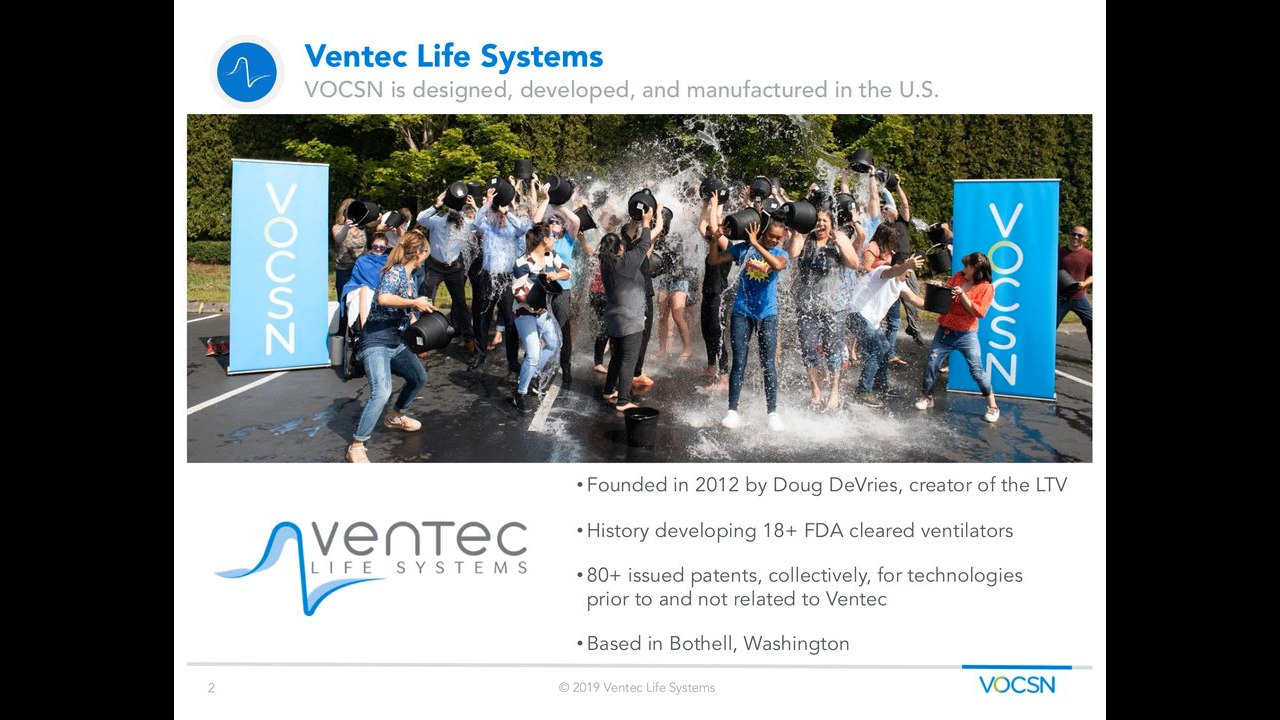 Ventec Life Systems
VOCSN is designed, developed, and manufactured in the U.S.
VOCSN
VOCSN
• Founded in 2012 by Doug DeVries, creator of the LTV
• History developing 18+ FDA cleared ventilators
• 80+ issued patents, collectively, for technologies
prior to and not related to Ventec
• Based in Bothell, Washington
venTec
LIFE SYSTEMS
2
© 2019 Ventec Life Systems
VOCSN